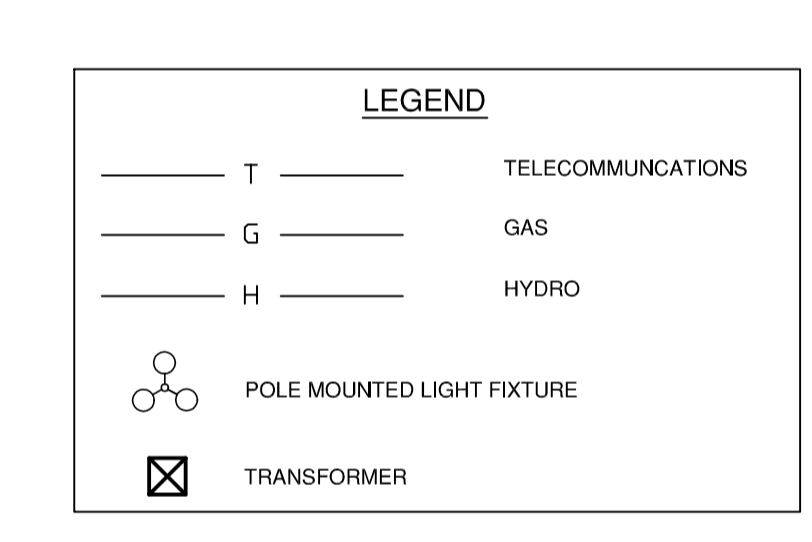 LEGEND
T TELECOMMUNCATIONS
G GAS
H HYDRO
POLE MOUNTED LIGHT FIXTURE
TRANSFORMER